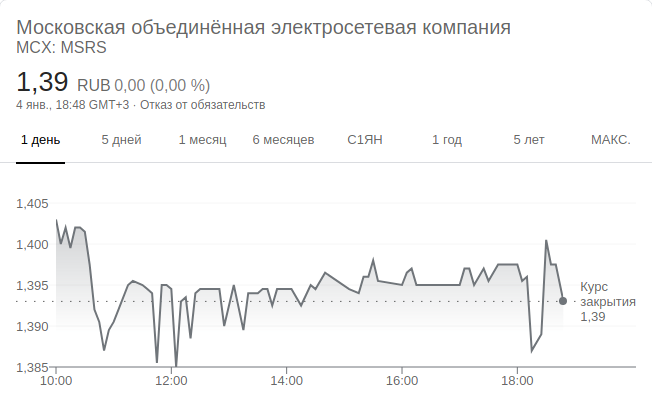 Московская объединённая электросетевая компания
MCX: MSRS
1,39 RUB 0,00 (0,00 %)
4 янв., 18:48 GMT+3 · Отказ от обязательств
1 день 5 дней 1 месяц 6 месяцев С1ЯН 1 год 5 лет МАКС.
1,405
1,400
1,395
1,390
1,385
Курс
закрытия
1,39
10:00 12:00 14:00 16:00 18:00